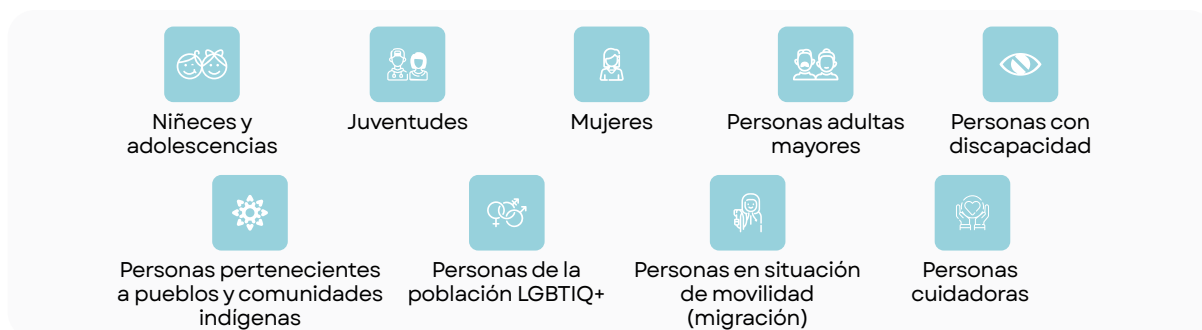 Niñeces y
adolescencias
Juventudes
Mujeres
Personas adultas
mayores
Personas con
discapacidad
Personas pertenecientes
a pueblos y comunidades
indígenas
Personas de la
población LGBTIQ+
Personas en situación
de movilidad
(migración)
Personas
cuidadoras